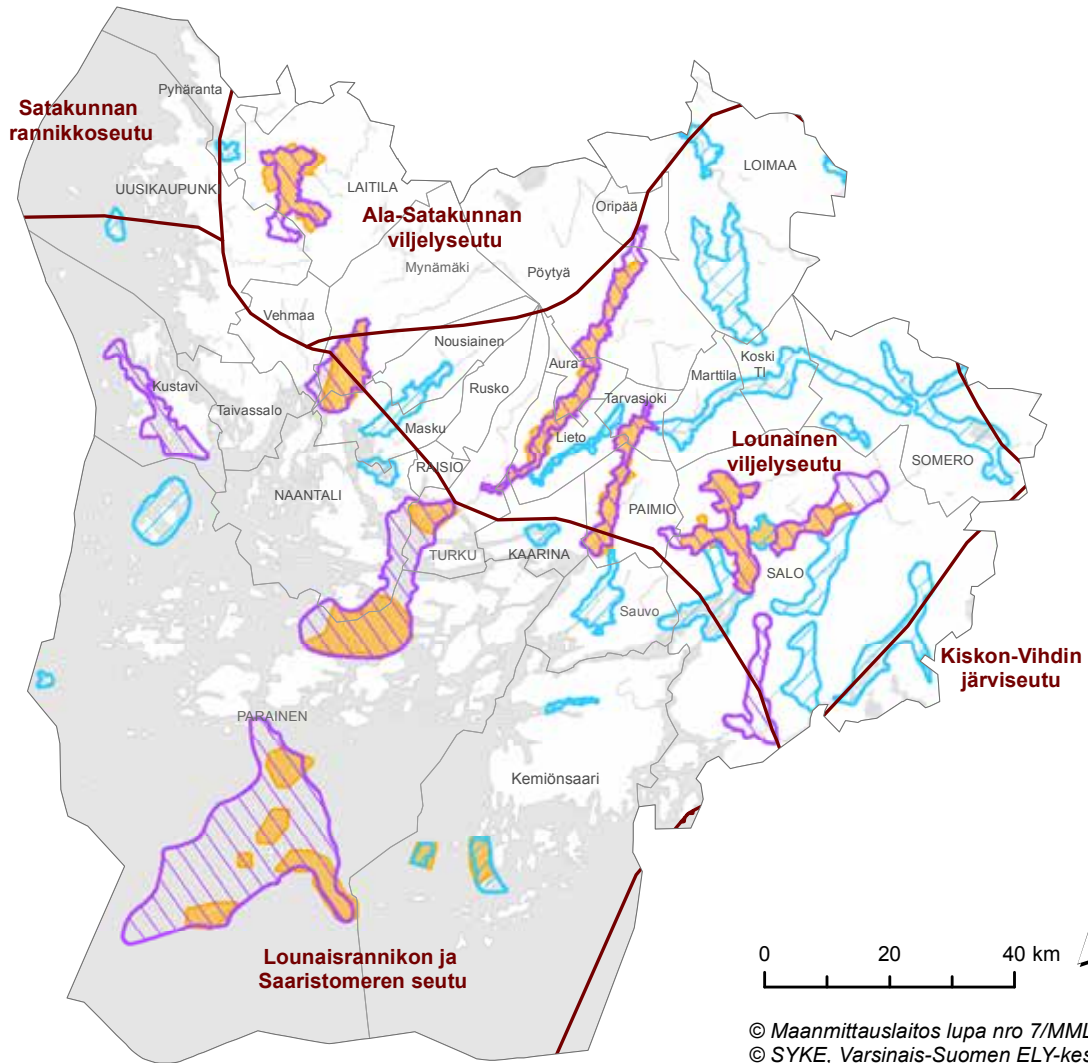 Pyhäranta
Satakunnan
rannikkoseutu
LOIMAA
UUSIKAUPUNK
LAITILA
Oripää
Ala-Satakunnan
viljelyseutu
Mynämäki
Pöytyä
Vehmaa
Nousiainen
Koski
Tl
Aura
Marttila
Kustavi
Rusko
Taivassalo
Tarvasjoki
Masku
Lieto
Lounainen
viljelyseutu
RAISIO
SOMERO
NAANTALI
PAIMIO
TURKU
KAARINA
SALO
Sauvo
Kiskon-Vihdin
järviseutu
PARAINEN
Kemiönsaari
Lounaisrannikon ja
Saaristomeren seutu
0 20 40 km
© Maanmittauslaitos lupa nro 7/MML
© SYKE, Varsinais-Suomen ELY-kes